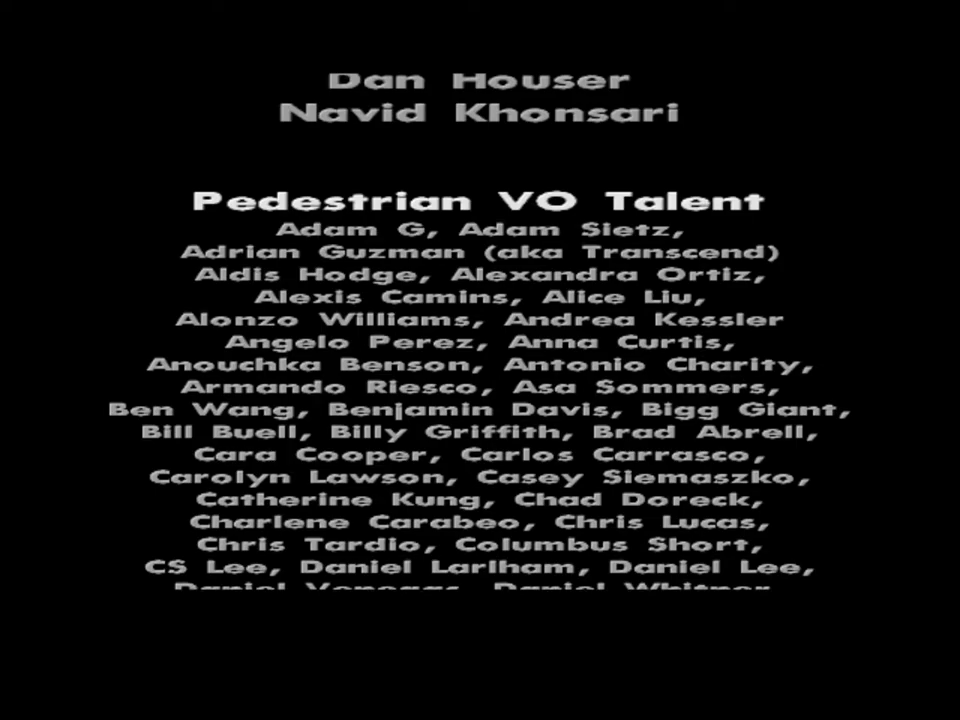 Dan Houser
Navid Khonsari
Pedestrian VO Talent
Adam G, Adam Sietz,
Adrian Guzman (aka Transcend)
Aldis Hodge, Alexandra Ortiz,
Alexis Camins, Alice Liu,
Alonzo Williams, Andrea Kessler
Angelo Perez, Anna Curtis,
Anouchka Benson, Antonio Charity,
Armando Riesco, Asa Sommers,
Ben Wang, Benjamin Davis, Bigg Giant,
Bill Buell, Billy Griffith, Brad Abrell,
Cara Cooper, Carlos Carrasco,
Carolyn Lawson, Casey Siemaszko,
Catherine Kung, Chad Doreck,
Charlene Carabeo, Chris Lucas,
Chris Tardio, Columbus Short,
CS Lee, Daniel Larlham, Daniel Lee,
Daniel Venegas, Daniel Whitner